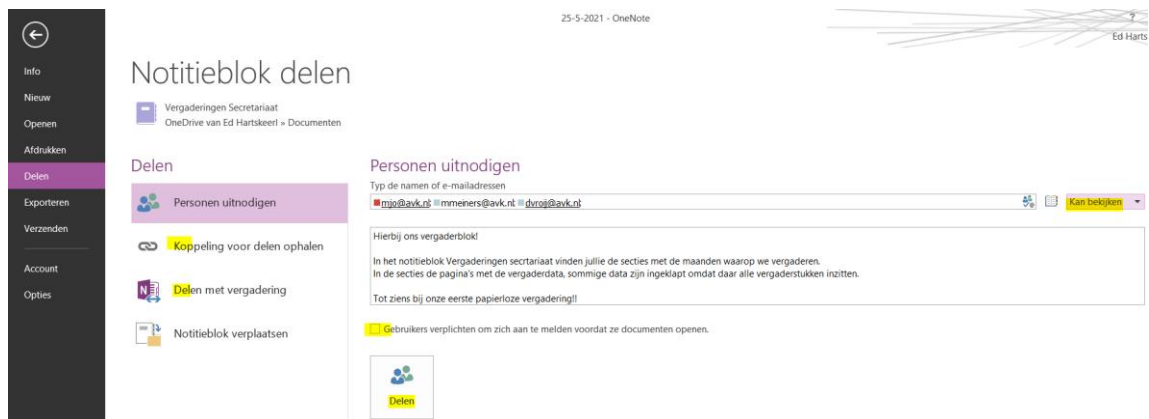 25-5-2021 - OneNote
?
Ed Harts
Info
Nieuw
Openen
Afdrukken
Delen
Exporteren
Verzenden
Account
Opties
Notitieblok delen
Vergaderingen Secretariaat
OneDrive van Ed Hartskeerl » Documenten
Delen
Personen uitnodigen
Koppeling voor delen ophalen
Delen met vergadering
Notitieblok verplaatsen
Personen uitnodigen
Typ de namen of e-mailadressen
mjo@avk.nl; mmeiners@avk.nl; dvroij@avk.nl;
Kan bekijken
Hierbij ons vergaderblok!
In het notitieblok Vergaderingen secrtariaat vinden jullie de secties met de maanden waarop we vergaderen.
In de secties de pagina's met de vergaderdata, sommige data zijn ingeklapt omdat daar alle vergaderstukken inzitten.
Tot ziens bij onze eerste papierloze vergadering!!
Gebruikers verplichten om zich aan te melden voordat ze documenten openen.
Delen